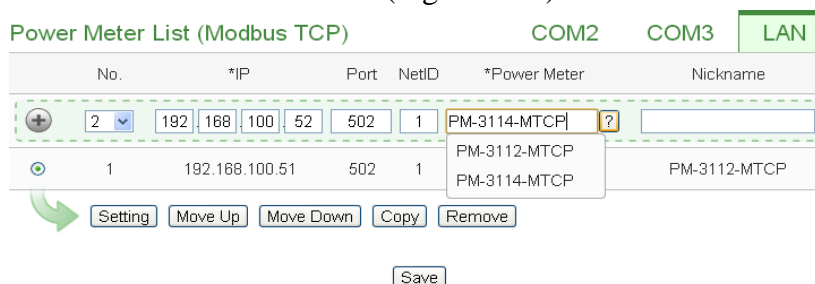 Power Meter List (Modbus TCP) COM2 COM3 LAN
No. *IP Port NetID *Power Meter Nickname
2 192 . 168 . 100 . 52 502 1 PM-3114-MTCP ?
PM-3112-MTCP
PM-3114-MTCP
1 192.168.100.51 502 1 PM-3112-MTCP
Setting Move Up Move Down Copy Remove
Save